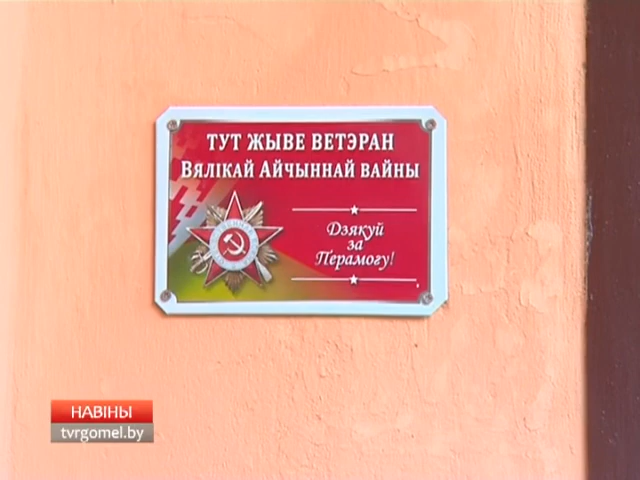 ТУТ ЖЫВЕ ВЕТЭРАН
ВЯЛІКАЙ АЙЧЫННАЙ ВАЙНЫ
Дзякуй
за
Перамогу!
НАВІНЫ
tvrgomel.by